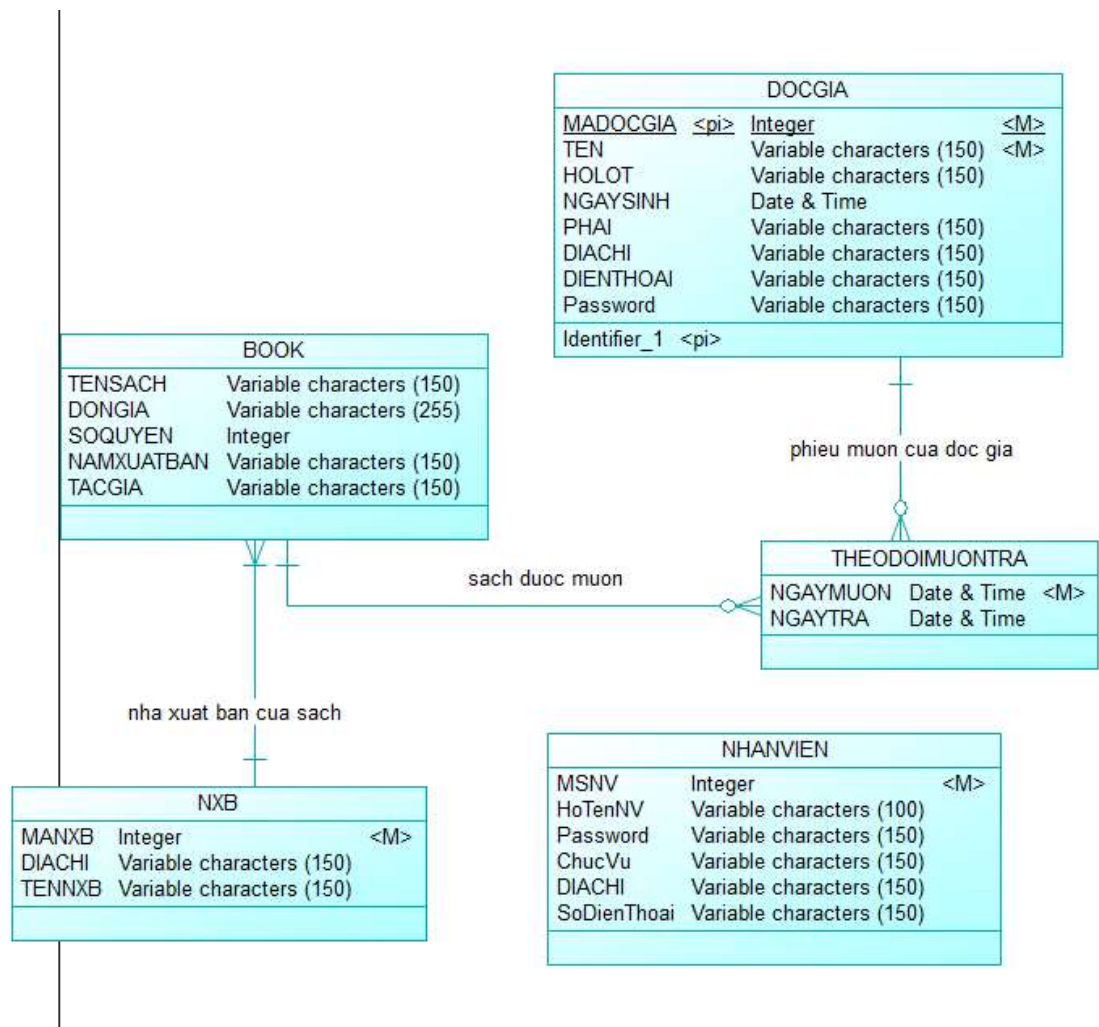 DOCGIA
MADOCGIA <pi> Integer <M>
TEN Variable characters (150) <M>
HOLOT Variable characters (150)
NGAYSINH Date & Time
PHAI Variable characters (150)
DIACHI Variable characters (150)
DIENTHOAI Variable characters (150)
Password Variable characters (150)
Identifier_1 <pi>
BOOK
TENSACH Variable characters (150)
DONGIA Variable characters (255)
SOQUYEN Integer
NAMXUATBAN Variable characters (150)
TACGIA Variable characters (150)
phieu muon cua doc gia
sach duoc muon
THEODOIMUONTRA
NGAYMUON Date & Time <M>
NGAYTRA Date & Time
nha xuat ban cua sach
NXB
MANXB Integer <M>
DIACHI Variable characters (150)
TENNXB Variable characters (150)
NHANVIEN
MSNV Integer <M>
HoTenNV Variable characters (100)
Password Variable characters (150)
ChucVu Variable characters (150)
DIACHI Variable characters (150)
SoDienThoai Variable characters (150)